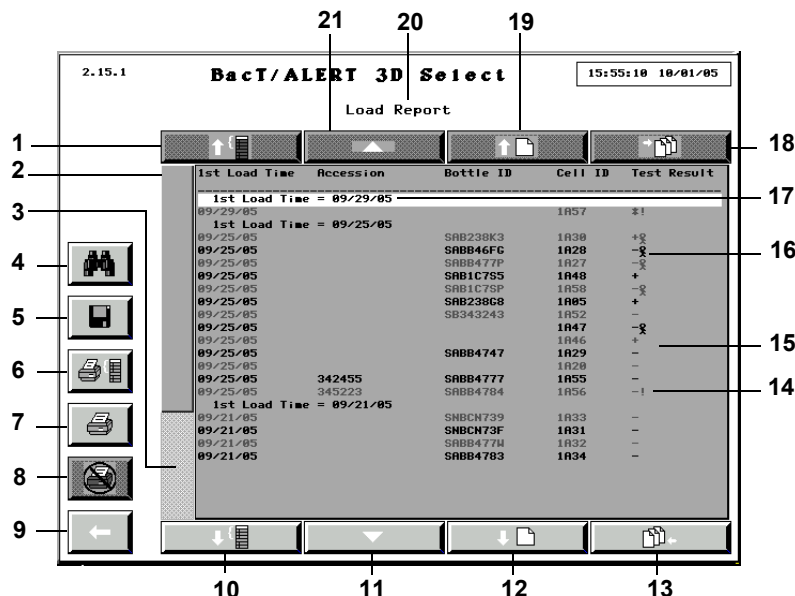 21 20 19
2.15.1 BacT/ALERT 3D Select 15:55:10 10/01/05
Load Report
1
18
2
1st Load Time Accession Bottle ID Cell ID Test Result
1st Load Time = 09/29/05 17
3
09/29/05 1A57 *!
1st Load Time = 09/25/05
09/25/05 SAB238K3 1A30 +
4 09/25/05 SABB46FG 1A28 - 16
09/25/05 SABB477P 1A27 -
09/25/05 SAB1C7S5 1A48 +
09/25/05 SAB1C7SP 1A58 -
5 09/25/05 SAB238G8 1A05 +
09/25/05 SB343243 1A52 -
09/25/05 1A47 -
09/25/05 1A46 + 15
6 09/25/05 SABB4747 1A29 -
09/25/05 1A20 -
09/25/05 342455 SABB4777 1A55 -
09/25/05 345223 SABB4784 1A56 -! 14
1st Load Time = 09/21/05
7 09/21/05 SNBCN739 1A33 -
09/21/05 SNBCN73F 1A31 -
09/21/05 SABB477W 1A32 -
09/21/05 SABB4783 1A34 -
8
9
10 11 12 13